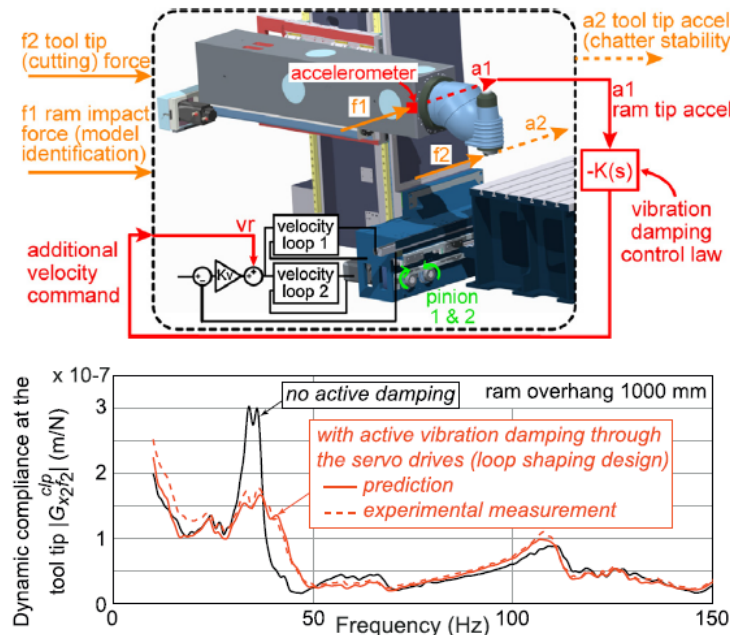 f2 tool tip
(cutting) force
f1 ram impact
force (model
identification)
additional
velocity
command
accelerometer
a1
f1
f2
a2
a2 tool tip accel
(chatter stability)
a1
ram tip accel
-K(s)
vibration
damping
control law
vr
Kv
velocity
loop 1
velocity
loop 2
pinion
1 & 2
x 10-7
no active damping
ram overhang 1000 mm
with active vibration damping through
the servo drives (loop shaping design)
prediction
experimental measurement
Dynamic compliance at the
tool tip |G^{clp}_{x2f2}| (m/N)
3
2
1
0
0
50
100
150
Frequency (Hz)